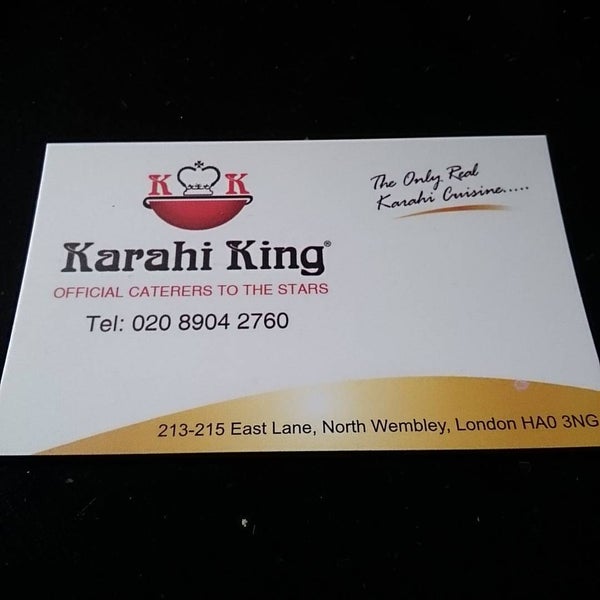 K K
The Only Real
Karahi Cuisine.....
Karahi King®
OFFICIAL CATERERS TO THE STARS
Tel: 020 8904 2760
213-215 East Lane, North Wembley, London HA0 3NG